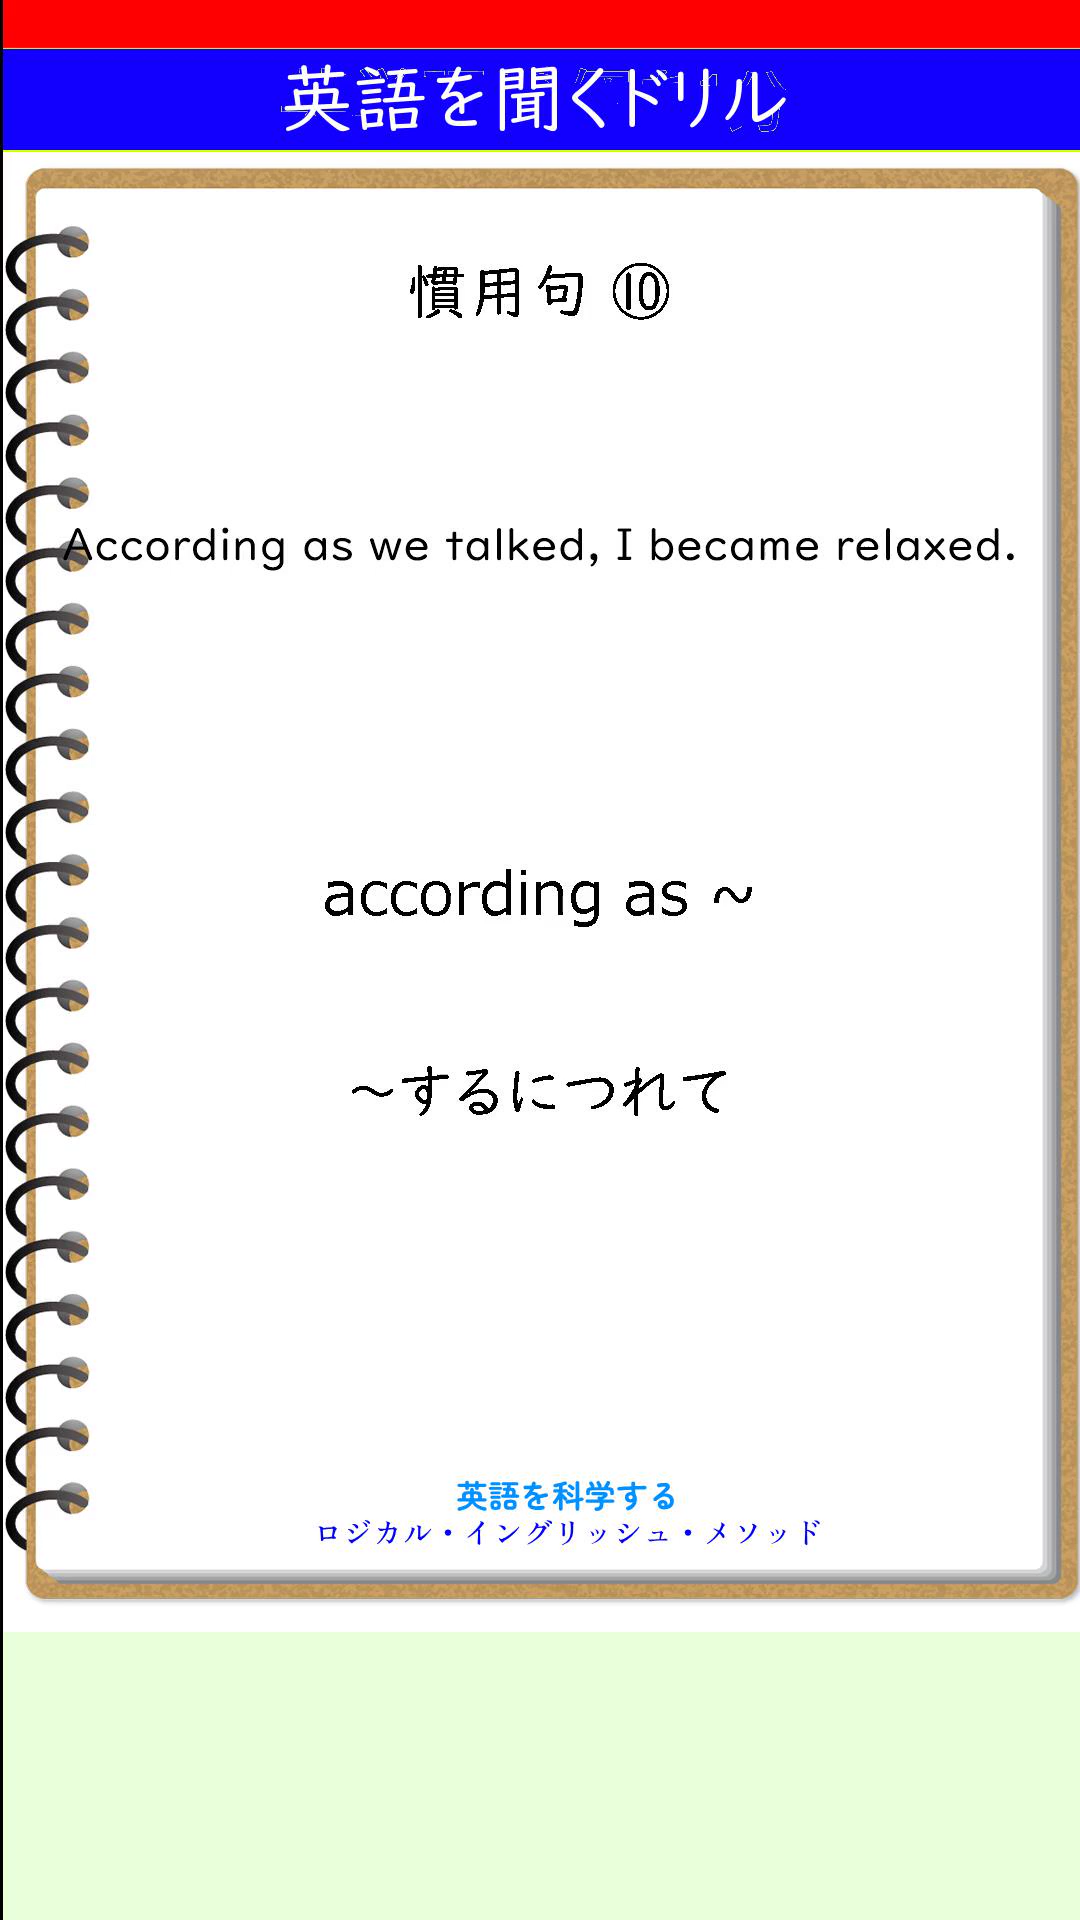 英語を聞くドリル
慣用句 ⑩
According as we talked, I became relaxed.
according as ~
～するにつれて
英語を科学する
ロジカル・イングリッシュ・メソッド